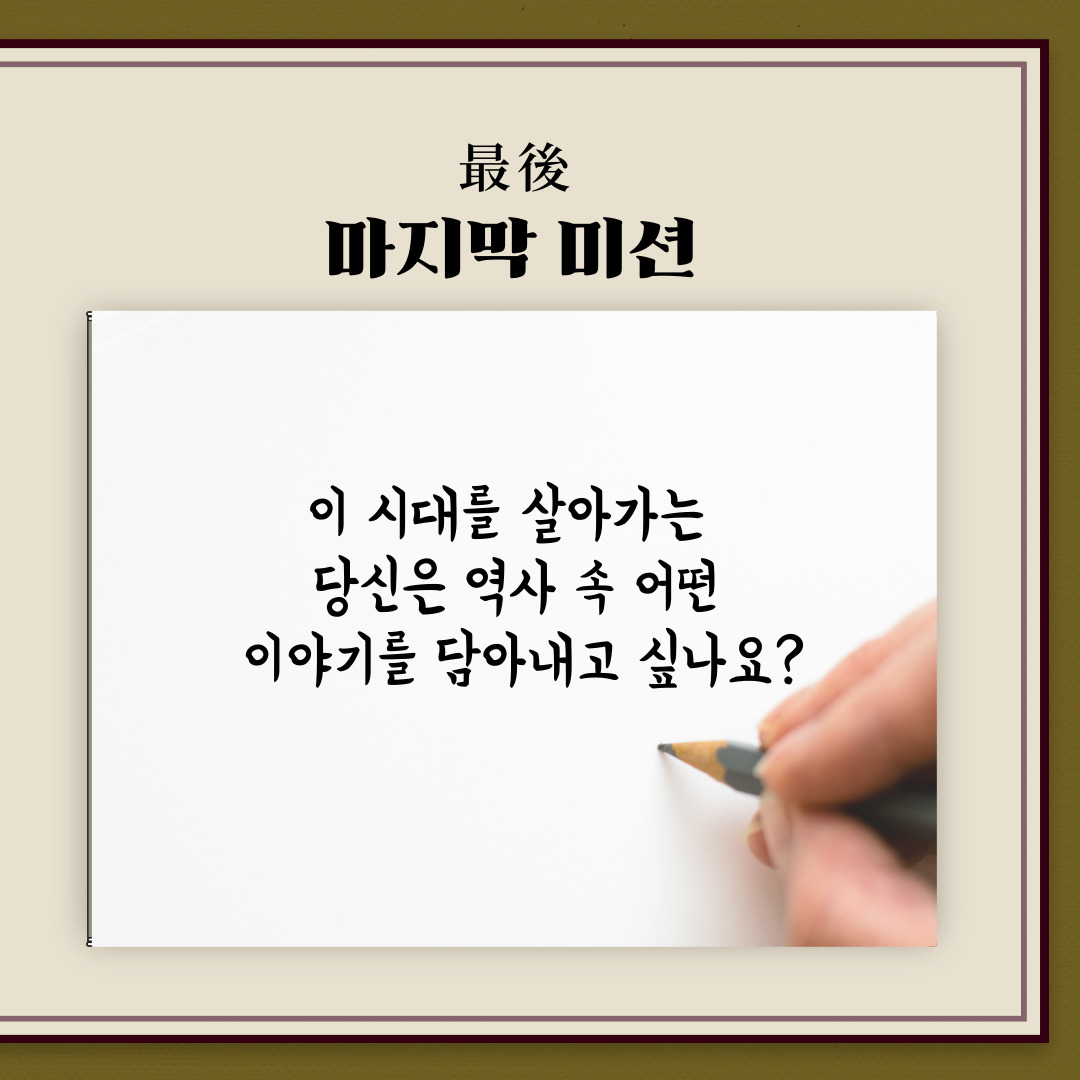 最後
마지막 미션
이 시대를 살아가는
당신은 역사 속 어떤
이야기를 담아내고 싶나요?